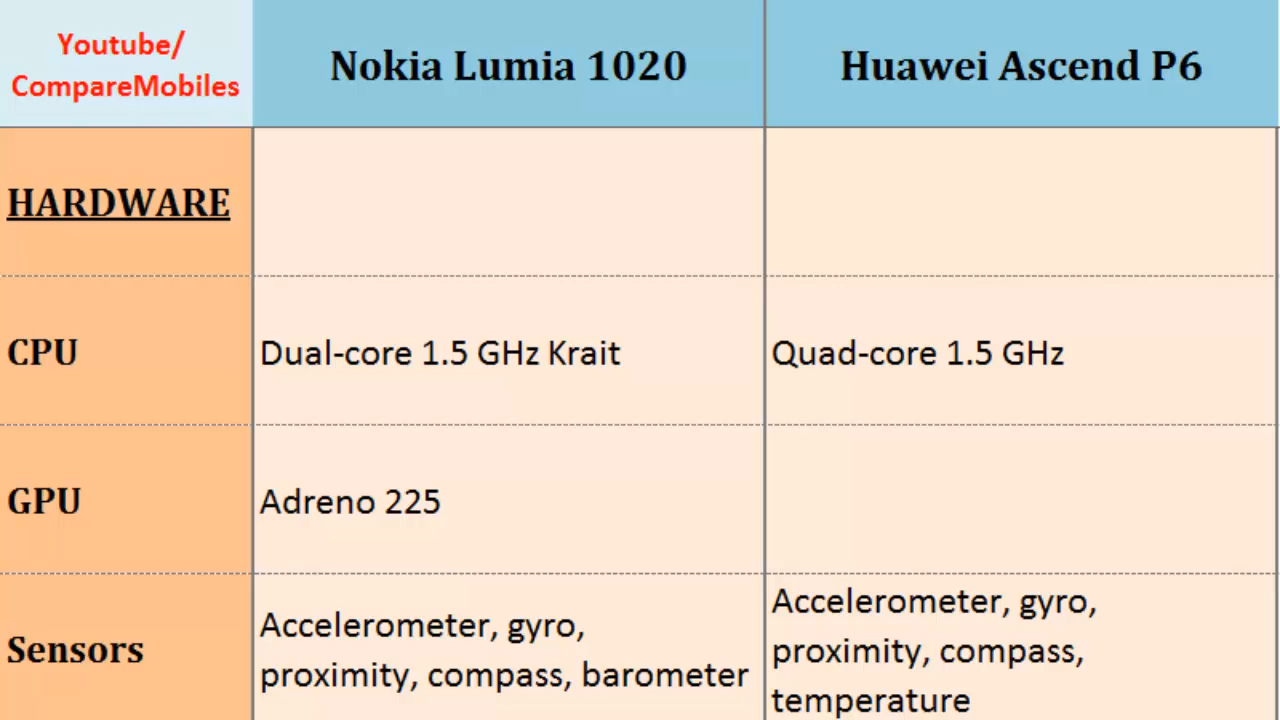 Youtube/
CompareMobiles
Nokia Lumia 1020
Huawei Ascend P6
HARDWARE
CPU
Dual-core 1.5 GHz Krait
Quad-core 1.5 GHz
GPU
Adreno 225
Sensors
Accelerometer, gyro,
proximity, compass, barometer
Accelerometer, gyro,
proximity, compass,
temperature